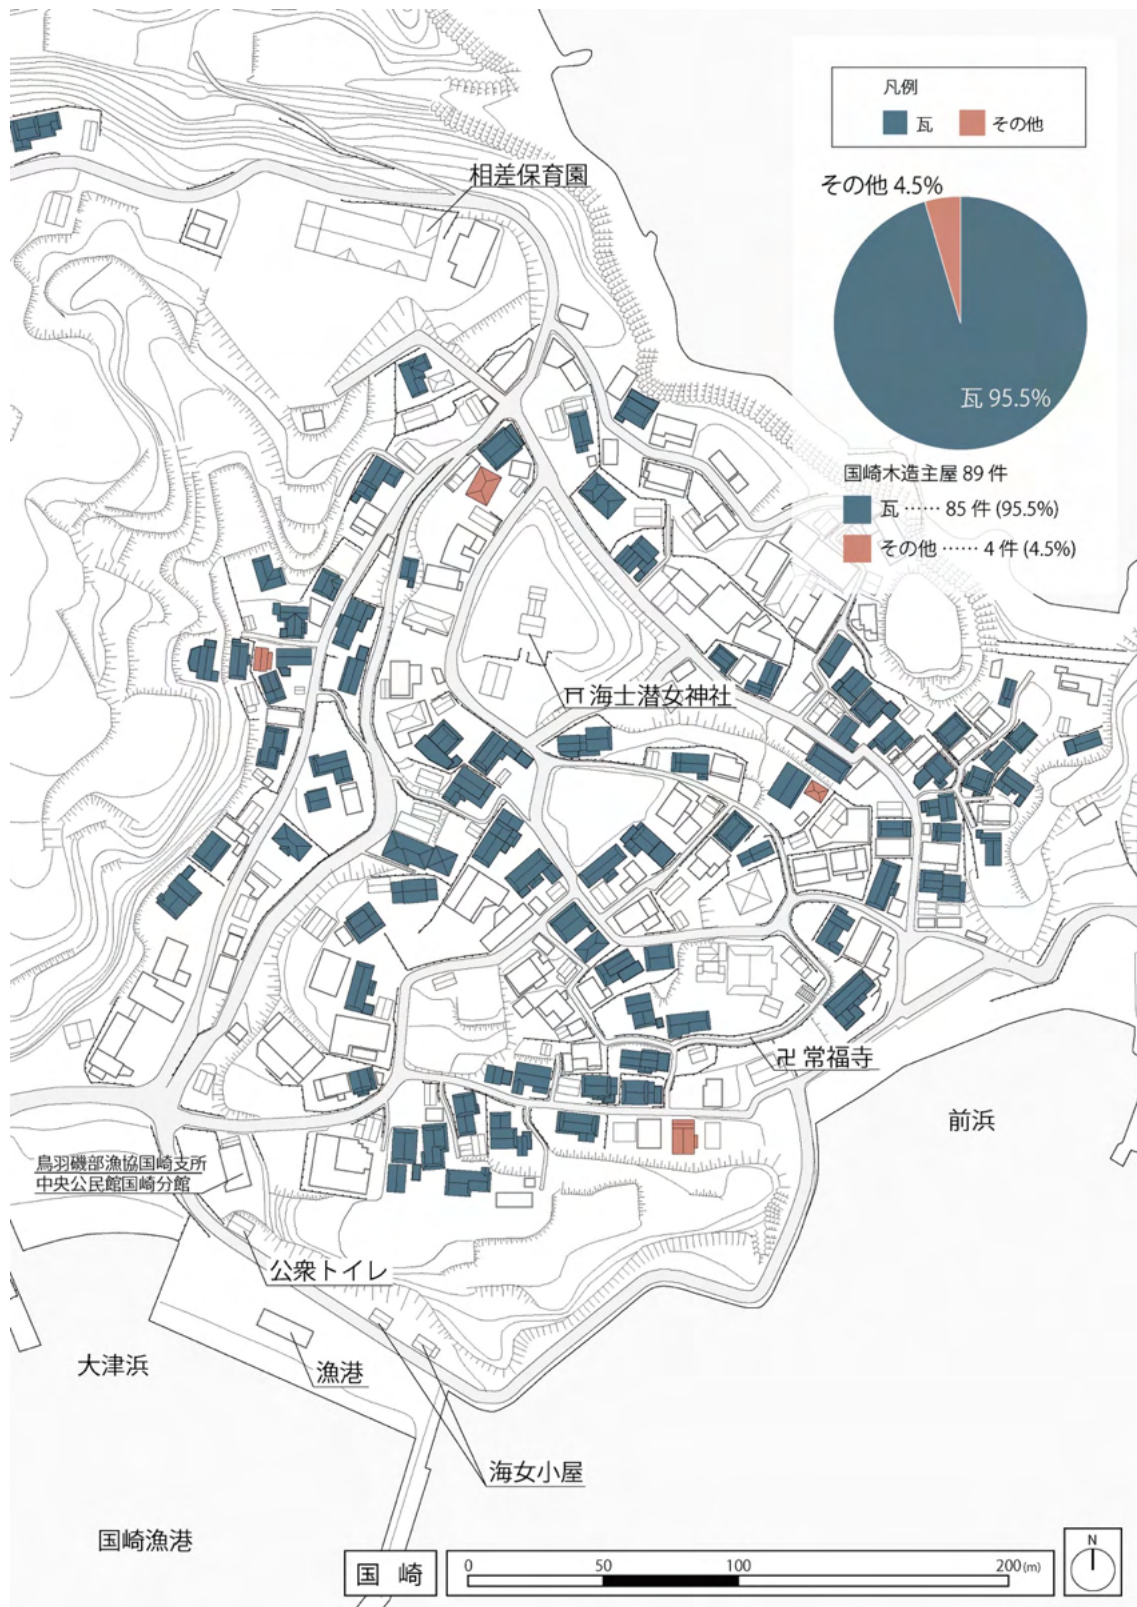 凡例
瓦 その他
相差保育園
その他 4.5%
瓦 95.5%
国崎木造主屋 89 件
瓦 …… 85 件 (95.5%)
その他 …… 4 件 (4.5%)
海士潜女神社
卍 常福寺
前浜
鳥羽磯部漁協国崎支所
中央公民館国崎分館
公衆トイレ
大津浜
漁港
海女小屋
国崎漁港
国 崎
0 50 100 200 (m)
N